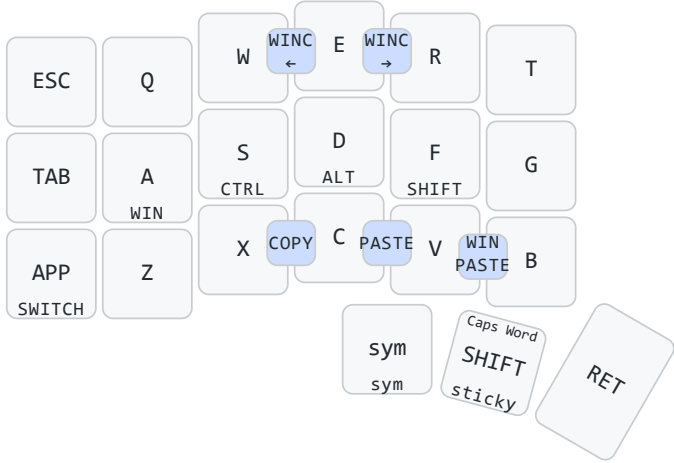 ESC
Q
W
WINC
←
E
WINC
→
R
T
TAB
A
WIN
S
CTRL
D
ALT
F
SHIFT
G
APP
SWITCH
Z
X
COPY
C
PASTE
V
WIN
PASTE
B
sym
sym
Caps Word
SHIFT
sticky
RET